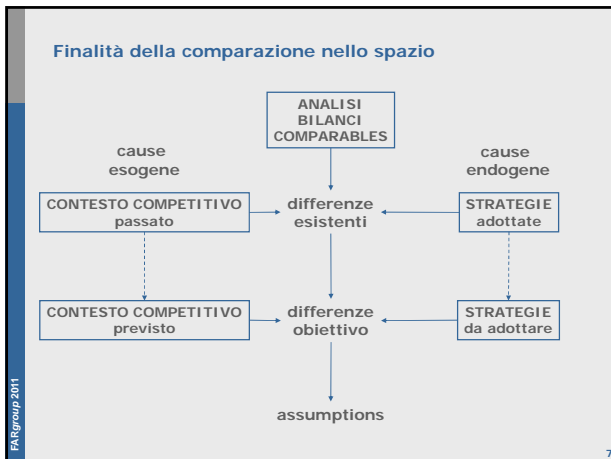 Finalità della comparazione nello spazio
ANALISI
BILANCI
COMPARABLES
cause
esogene
cause
endogene
CONTESTO COMPETITIVO
passato
differenze
esistenti
STRATEGIE
adottate
CONTESTO COMPETITIVO
previsto
differenze
obiettivo
STRATEGIE
da adottare
assumptions
FARgroup 2011
7